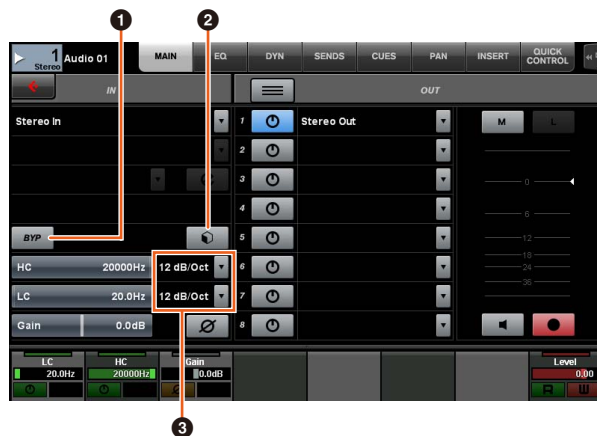 1 2
1 Stereo Audio 01 MAIN EQ DYN SENDS CUES PAN INSERT QUICK CONTROL
IN OUT
Stereo In 1 Stereo Out M L
2
3 0
4 6
BYP 5 12
18
HC 20000Hz 12 dB/Oct 6 24
36
LC 20.0Hz 12 dB/Oct 7
Gain 0.0dB Ø 8
LC HC Gain Level
20.0Hz 20000Hz 0.0dB 0.00
R W
3